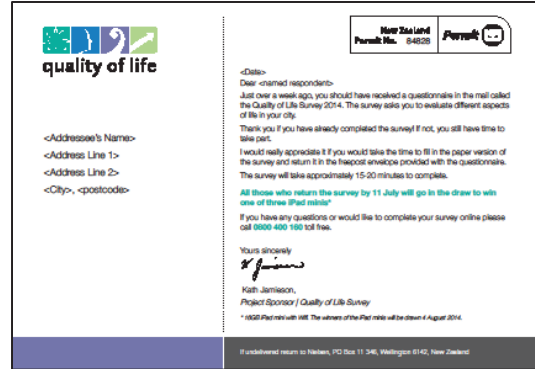 quality of life
<Addressee's Name>
<Address Line 1>
<Address Line 2>
<City>, <postcode>
New Zealand
Permit No. 84828
Permit
<Date>
Dear <named respondent>
Just over a week ago, you should have received a questionnaire in the mail called
the Quality of Life Survey 2014. The survey asks you to evaluate different aspects
of life in your city.
Thank you if you have already completed the survey! If not, you still have time to
take part.
I would really appreciate it if you would take the time to fill in the paper version of
the survey and return it in the freepost envelope provided with the questionnaire.
The survey will take approximately 15-20 minutes to complete.
All those who return the survey by 11 July will go in the draw to win
one of three iPad minis*
If you have any questions or would like to complete your survey online please
call 0800 400 160 toll free.
Yours sincerely
K Jamieson
Kath Jamieson,
Project Sponsor | Quality of Life Survey
* 16GB iPad mini with Wifi. The winners of the iPad minis will be drawn 4 August 2014.
If undelivered return to Nielsen, PO Box 11 346, Wellington 6142, New Zealand